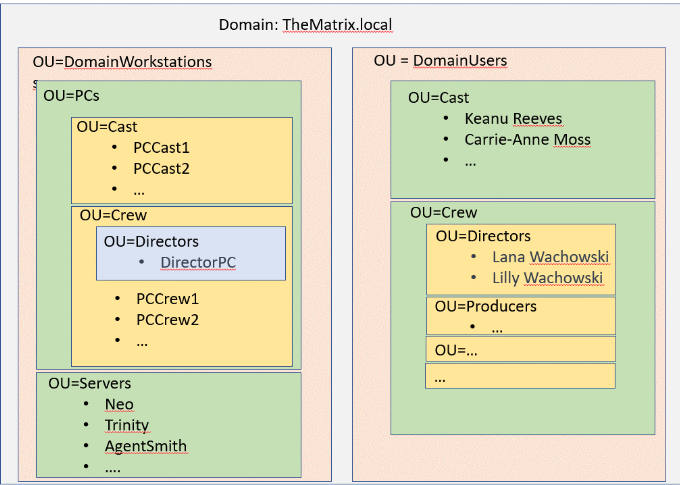 Domain: TheMatrix.local
OU=DomainWorkstations
s
OU=PCs
OU=Cast
• PCCast1
• PCCast2
• ...
OU=Crew
OU=Directors
• DirectorPC
• PCCrew1
• PCCrew2
• ...
OU=Servers
• Neo
• Trinity
• AgentSmith
• ....
OU = DomainUsers
OU=Cast
• Keanu Reeves
• Carrie-Anne Moss
• ...
OU=Crew
OU=Directors
• Lana Wachowski
• Lilly Wachowski
OU=Producers
• ...
OU=...
...